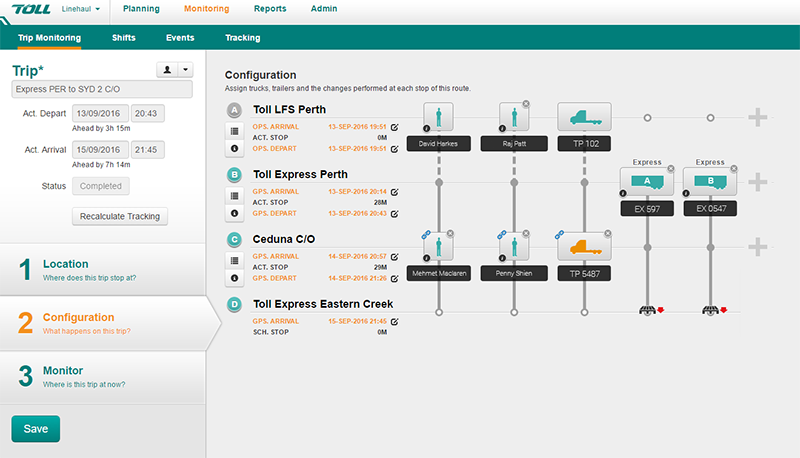 TOLL
Linehaul
Planning
Monitoring
Reports
Admin
Trip Monitoring
Shifts
Events
Tracking
Trip*
Express PER to SYD 2 C/O
Act. Depart
13/09/2016
20:43
Ahead by 3h 15m
Act. Arrival
15/09/2016
21:45
Ahead by 7h 14m
Status
Completed
Recalculate Tracking
1
Location
Where does this trip stop at?
2
Configuration
What happens on this trip?
3
Monitor
Where is this trip at now?
Save
Configuration
Assign trucks, trailers and the changes performed at each stop of this route.
A
Toll LFS Perth
GPS. ARRIVAL 13-SEP-2016 19:51
ACT. STOP 0M
GPS. DEPART 13-SEP-2016 19:51
David Harkes
Raj Patt
TP 102
B
Toll Express Perth
GPS. ARRIVAL 13-SEP-2016 20:14
ACT. STOP 28M
GPS. DEPART 13-SEP-2016 20:43
Express
A
EX 597
Express
B
EX 0547
C
Ceduna C/O
GPS. ARRIVAL 14-SEP-2016 20:57
ACT. STOP 29M
GPS. DEPART 14-SEP-2016 21:26
Mehmet Maclaren
Penny Shien
TP 5487
D
Toll Express Eastern Creek
GPS. ARRIVAL 15-SEP-2016 21:45
SCH. STOP 0M